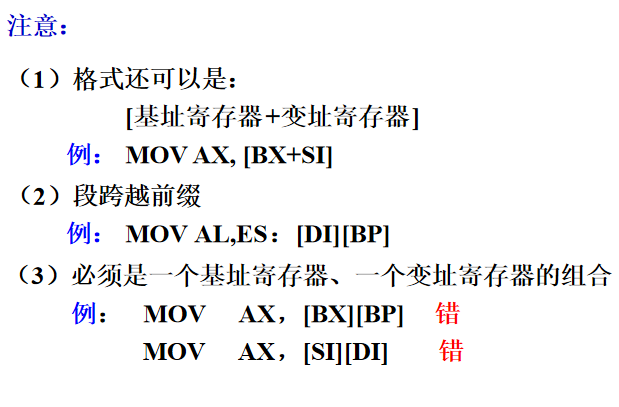 注意：
（1）格式还可以是：
[基址寄存器+变址寄存器]
例： MOV AX, [BX+SI]
（2）段跨越前缀
例： MOV AL,ES：[DI][BP]
（3）必须是一个基址寄存器、一个变址寄存器的组合
例： MOV AX，[BX][BP] 错
MOV AX，[SI][DI] 错